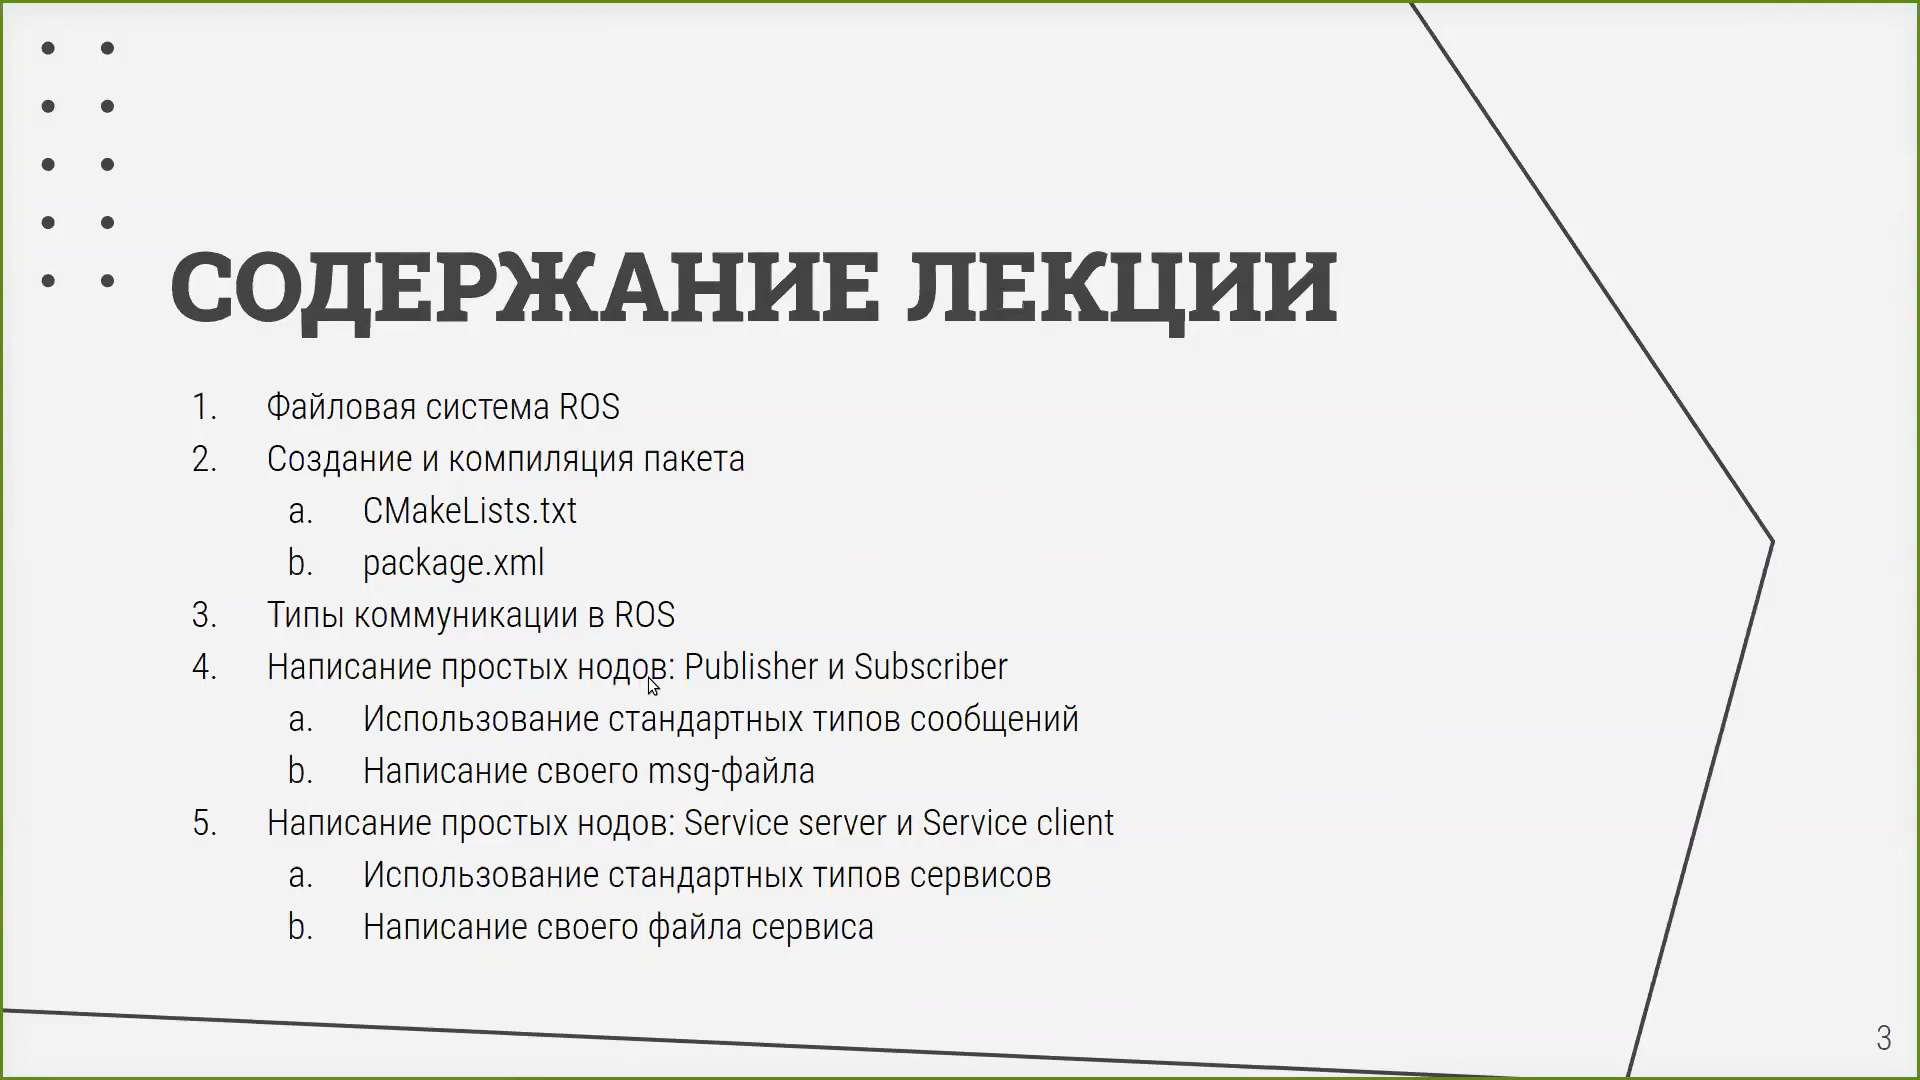 СОДЕРЖАНИЕ ЛЕКЦИИ
1. Файловая система ROS
2. Создание и компиляция пакета
a. CMakeLists.txt
b. package.xml
3. Типы коммуникации в ROS
4. Написание простых нодов: Publisher и Subscriber
a. Использование стандартных типов сообщений
b. Написание своего msg-файла
5. Написание простых нодов: Service server и Service client
a. Использование стандартных типов сервисов
b. Написание своего файла сервиса
3